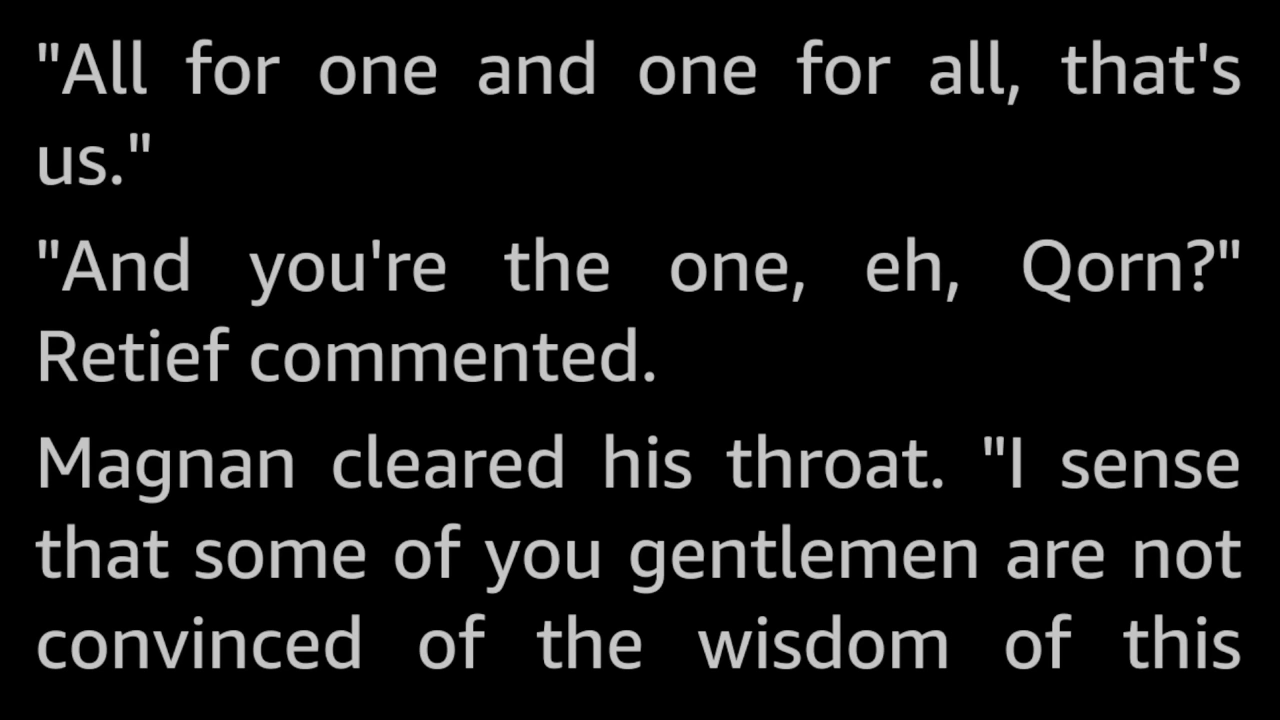 "All for one and one for all, that's
us."
"And you're the one, eh, Qorn?"
Retief commented.
Magnan cleared his throat. "I sense
that some of you gentlemen are not
convinced of the wisdom of this